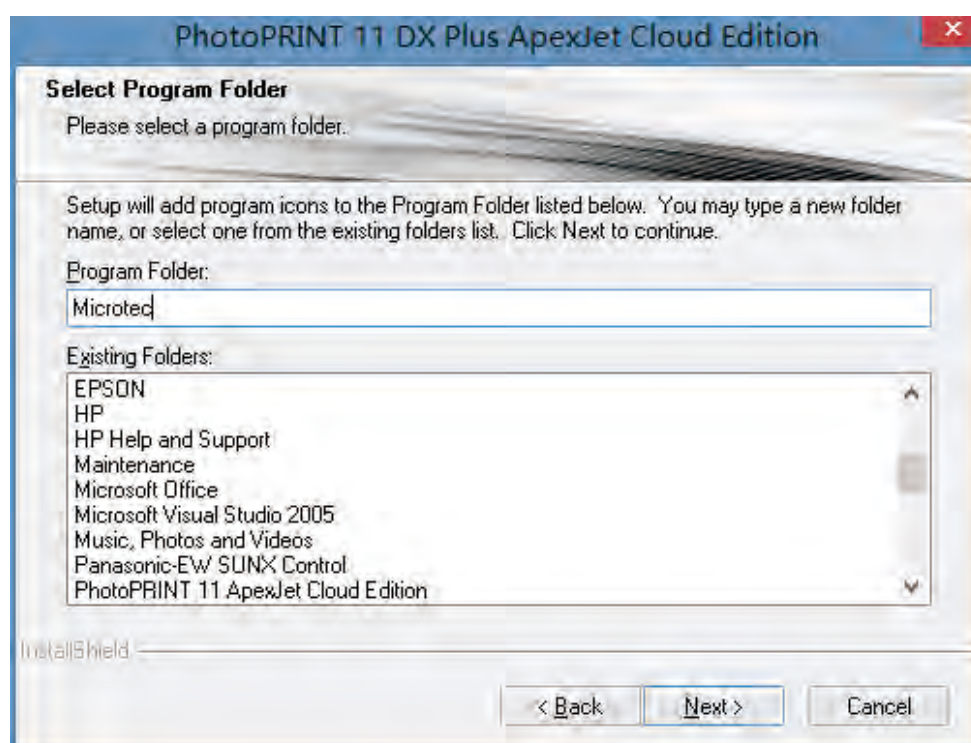 PhotoPRINT 11 DX Plus ApexJet Cloud Edition
Select Program Folder
Please select a program folder.
Setup will add program icons to the Program Folder listed below. You may type a new folder
name, or select one from the existing folders list. Click Next to continue.
Program Folder:
Microtec
Existing Folders:
EPSON
HP
HP Help and Support
Maintenance
Microsoft Office
Microsoft Visual Studio 2005
Music, Photos and Videos
Panasonic-EW SUNX Control
PhotoPRINT 11 ApexJet Cloud Edition
InstallShield
< Back Next > Cancel